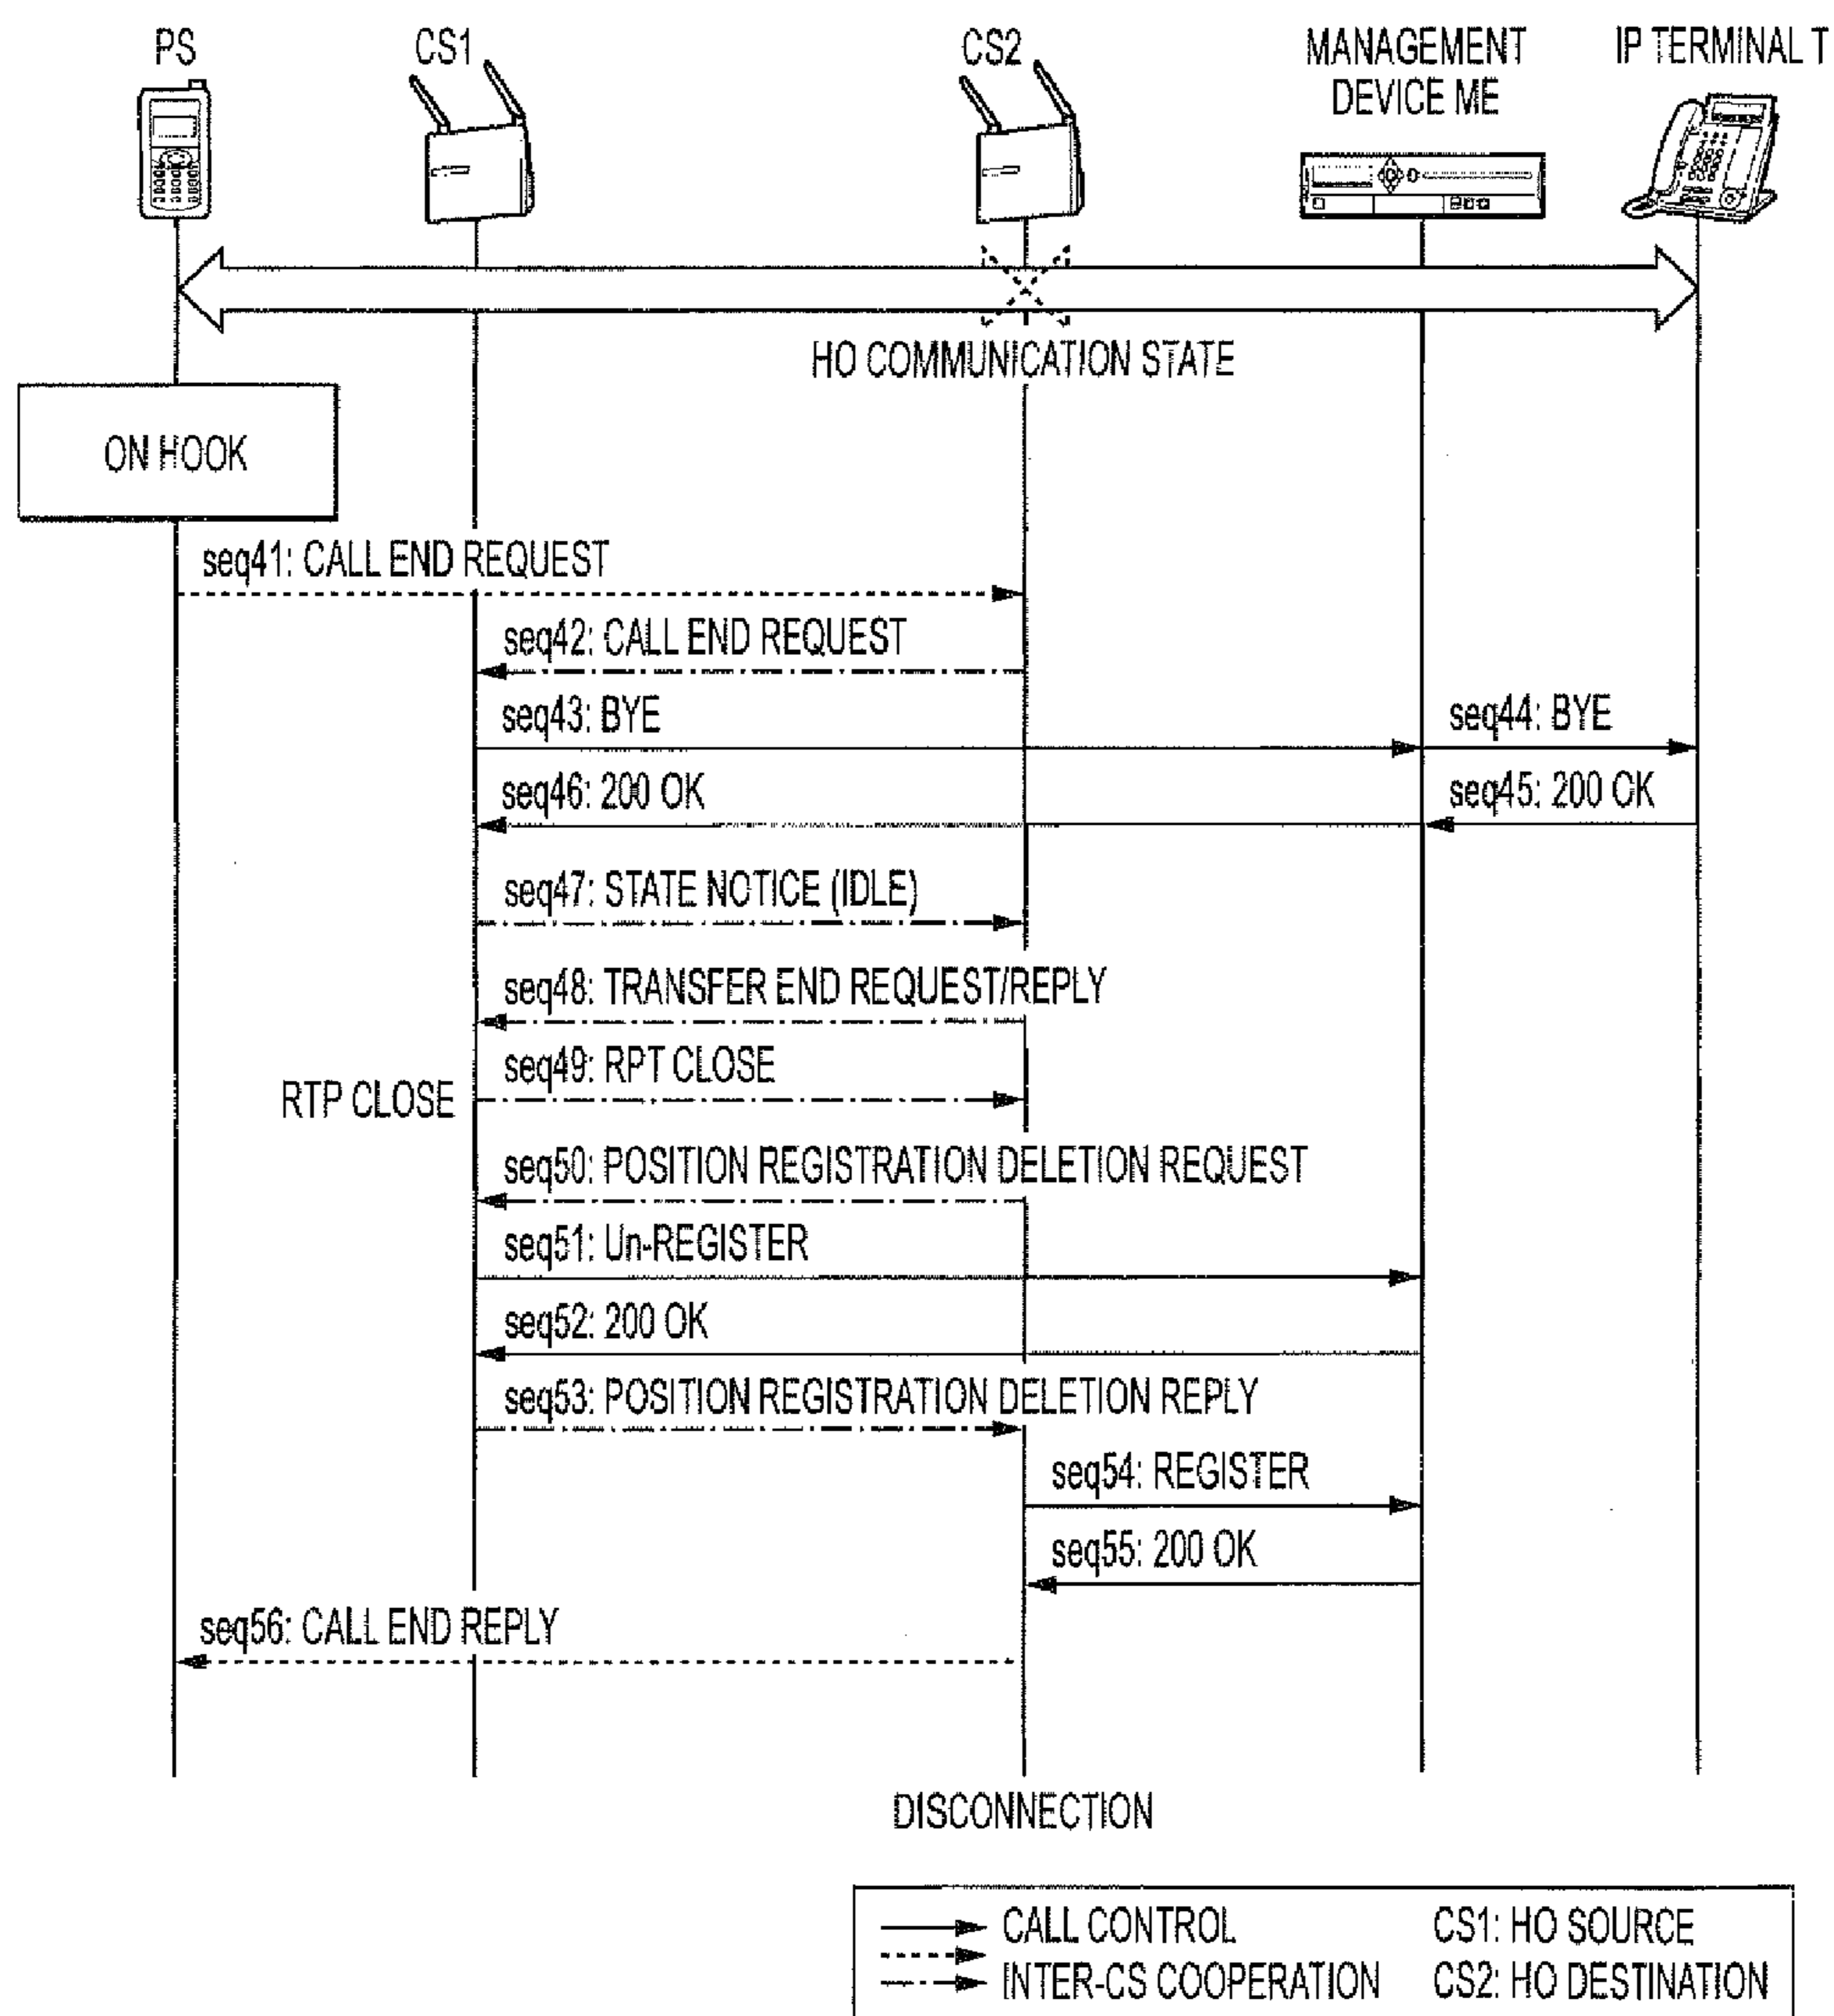 PS
CS1
CS2
MANAGEMENT
DEVICE ME
IP TERMINAL T
HO COMMUNICATION STATE
ON HOOK
seq41: CALL END REQUEST
seq42: CALL END REQUEST
seq43: BYE
seq44: BYE
seq46: 200 OK
seq45: 200 OK
seq47: STATE NOTICE (IDLE)
seq48: TRANSFER END REQUEST/REPLY
seq49: RPT CLOSE
RTP CLOSE
seq50: POSITION REGISTRATION DELETION REQUEST
seq51: Un-REGISTER
seq52: 200 OK
seq53: POSITION REGISTRATION DELETION REPLY
seq54: REGISTER
seq55: 200 OK
seq56: CALL END REPLY
DISCONNECTION
CALL CONTROL
CS1: HO SOURCE
INTER-CS COOPERATION
CS2: HO DESTINATION